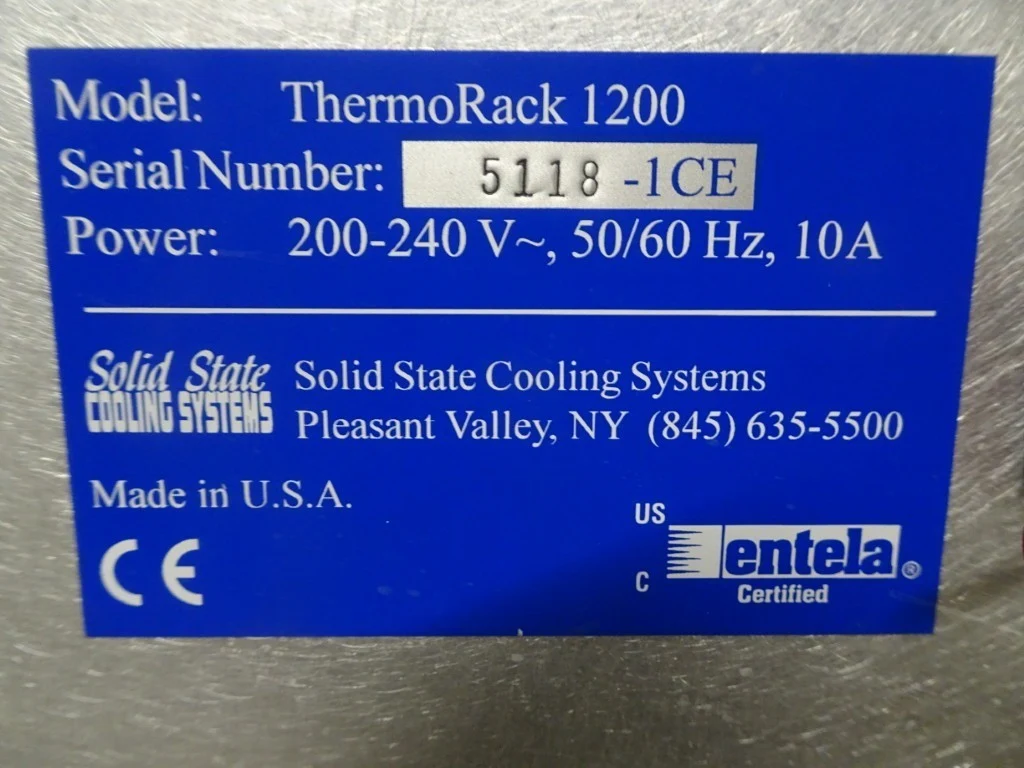 Model: ThermoRack 1200
Serial Number: 5118 -1CE
Power: 200-240 V~, 50/60 Hz, 10A
Solid State
COOLING SYSTEMS
Solid State Cooling Systems
Pleasant Valley, NY (845) 635-5500
Made in U.S.A.
CE
US
entela®
C
Certified